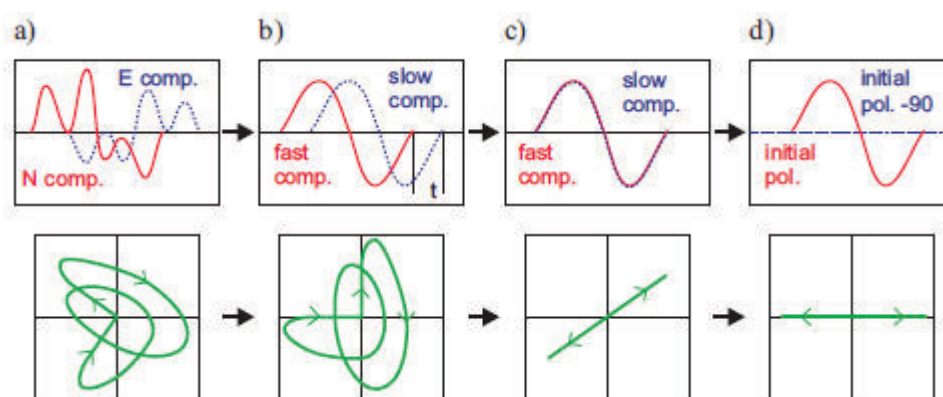 a)
b)
c)
d)
E comp.
N comp.
slow
comp.
fast
comp.
t
slow
comp.
fast
comp.
initial
pol. -90
initial
pol.